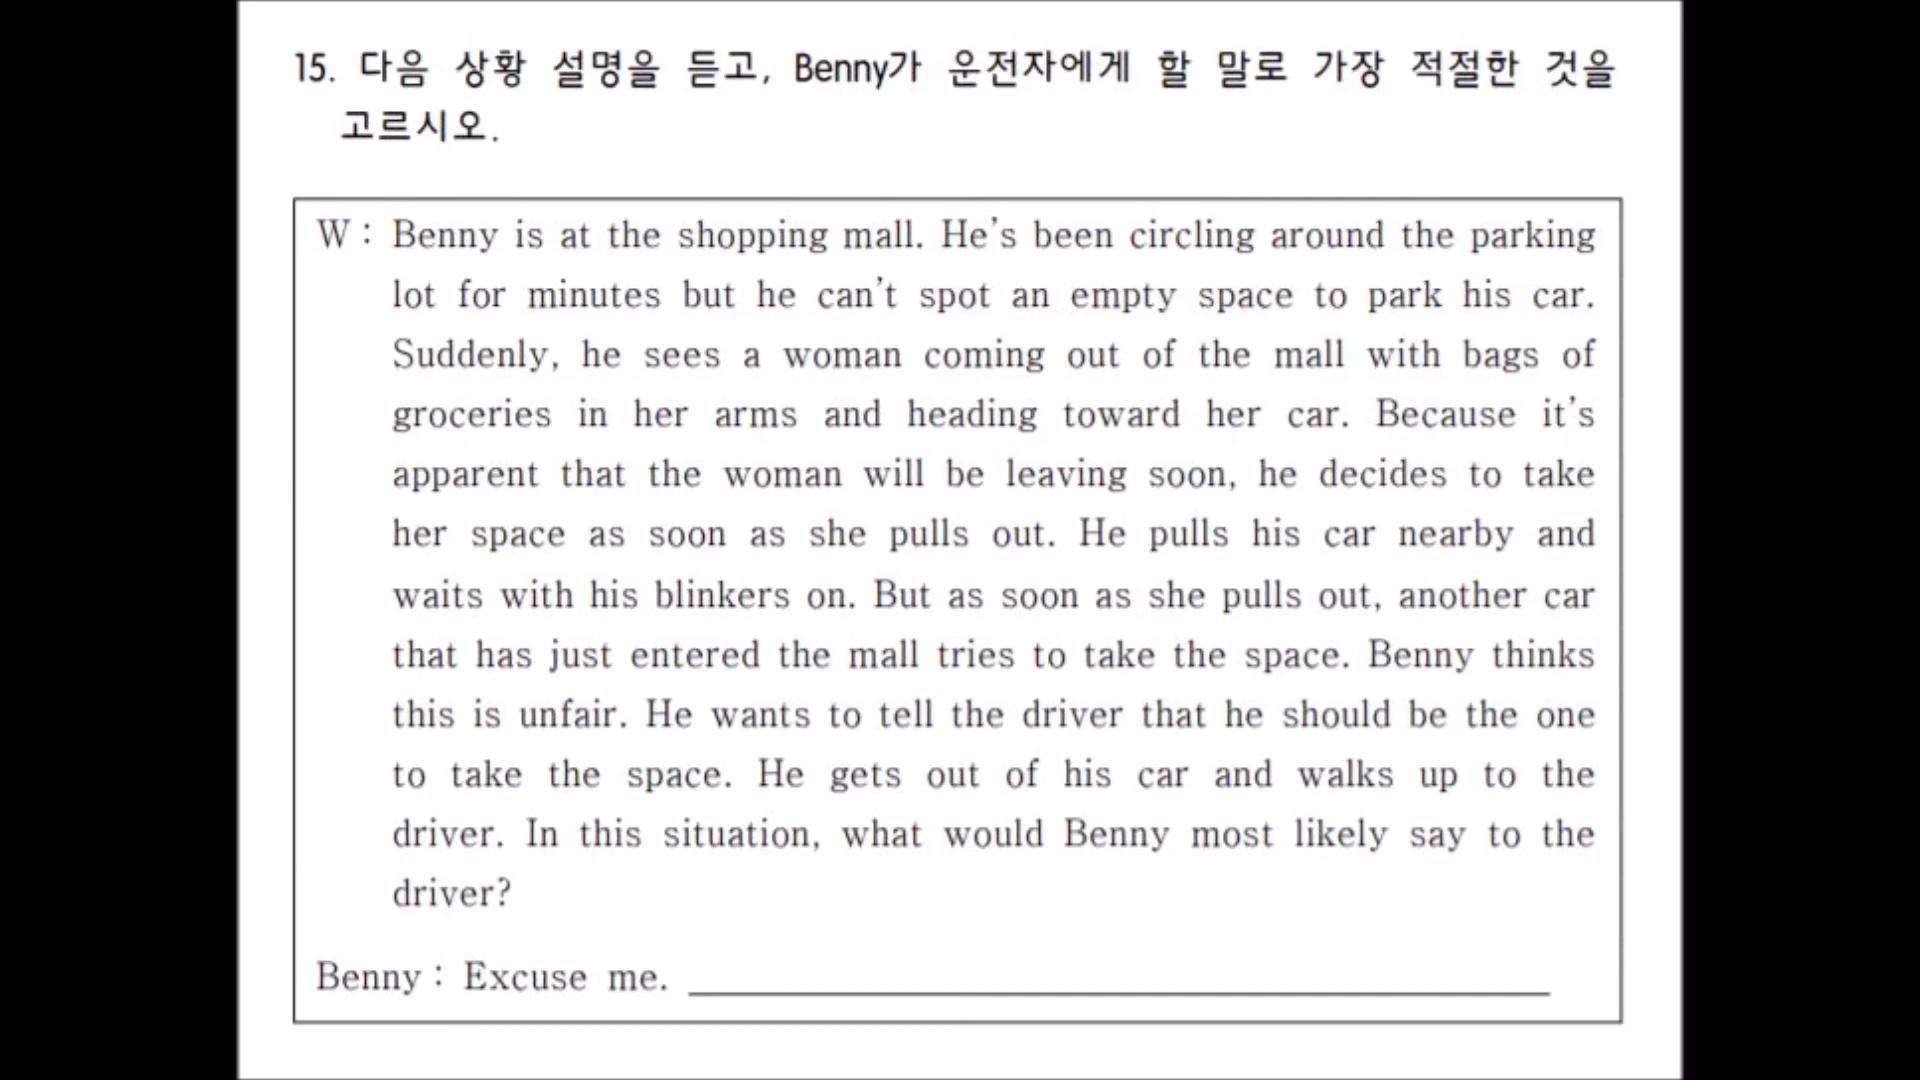 15. 다음 상황 설명을 듣고, Benny가 운전자에게 할 말로 가장 적절한 것을
고르시오.
W : Benny is at the shopping mall. He's been circling around the parking
lot for minutes but he can't spot an empty space to park his car.
Suddenly, he sees a woman coming out of the mall with bags of
groceries in her arms and heading toward her car. Because it's
apparent that the woman will be leaving soon, he decides to take
her space as soon as she pulls out. He pulls his car nearby and
waits with his blinkers on. But as soon as she pulls out, another car
that has just entered the mall tries to take the space. Benny thinks
this is unfair. He wants to tell the driver that he should be the one
to take the space. He gets out of his car and walks up to the
driver. In this situation, what would Benny most likely say to the
driver?
Benny : Excuse me.